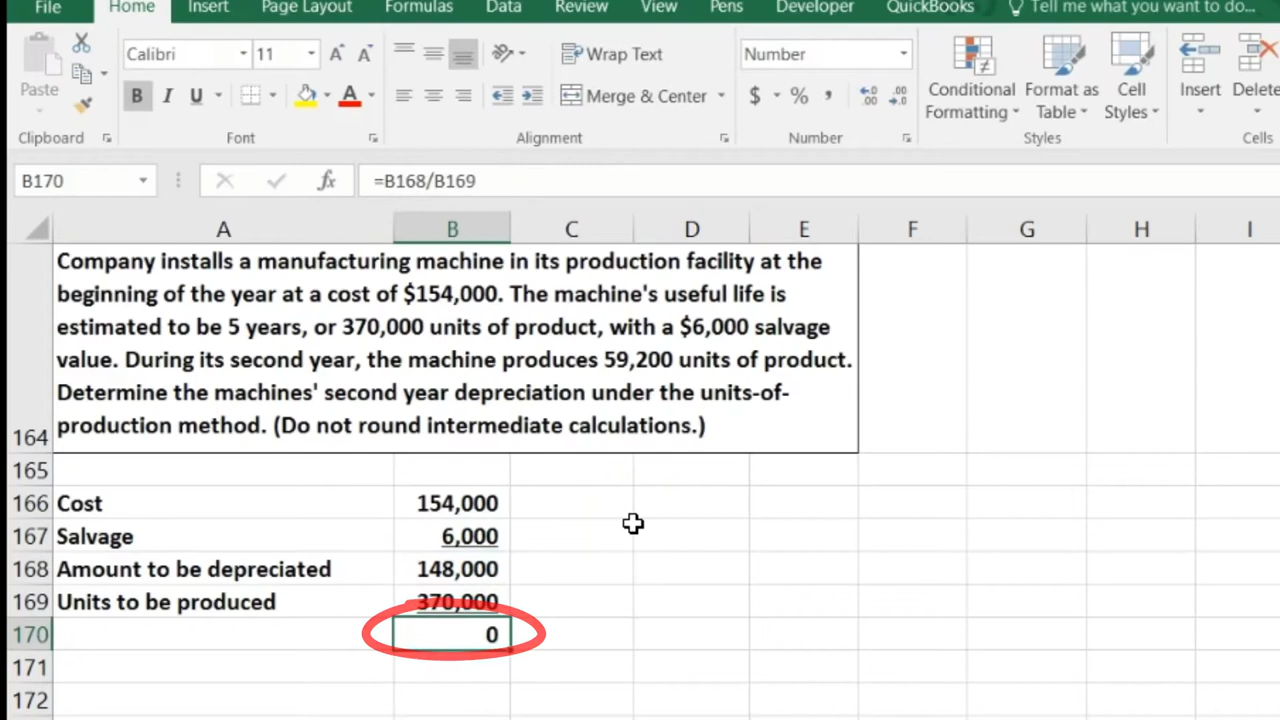 File Home Insert Page Layout Formulas Data Review View Pens Developer QuickBooks Tell me what you want to do...
Calibri 11 A A Wrap Text Number
Paste B I U A Merge & Center $ % , .00 .00 Conditional Formatting Format as Table Cell Styles Insert Delete
Clipboard Font Alignment Number Styles Cells
B170 fx =B168/B169
A B C D E F G H I
Company installs a manufacturing machine in its production facility at the
beginning of the year at a cost of $154,000. The machine's useful life is
estimated to be 5 years, or 370,000 units of product, with a $6,000 salvage
value. During its second year, the machine produces 59,200 units of product.
Determine the machines' second year depreciation under the units-of-
164 production method. (Do not round intermediate calculations.)
165
166 Cost 154,000
167 Salvage 6,000
168 Amount to be depreciated 148,000
169 Units to be produced 370,000
170 0
171
172